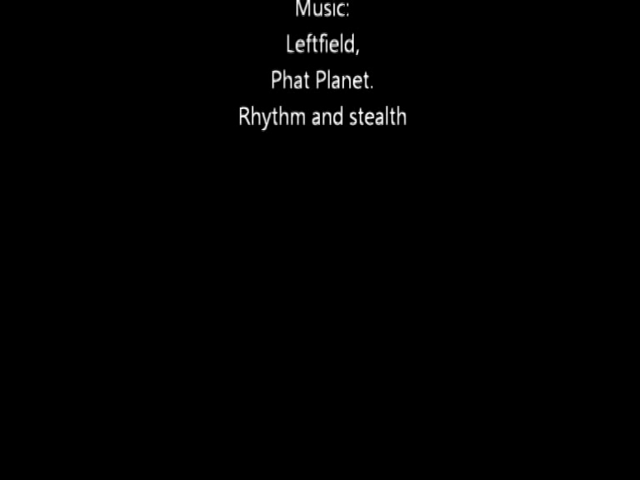 Music:
Leftfield,
Phat Planet.
Rhythm and stealth